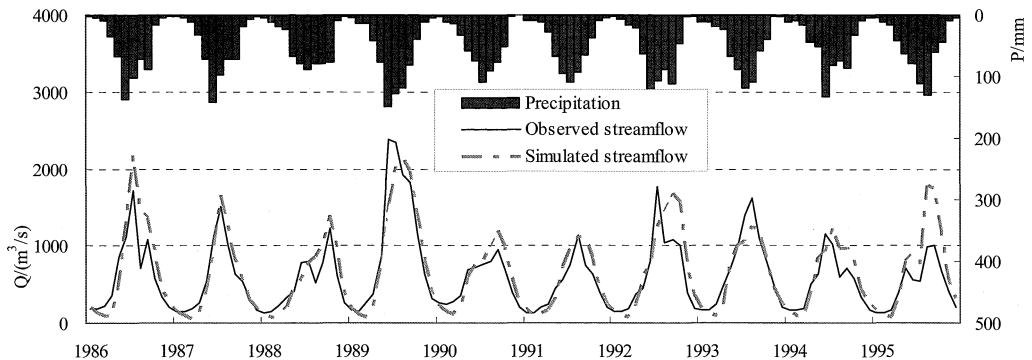 4000
3000
2000
1000
0
Q/(m³/s)
0
100
200
300
400
500
P/mm
Precipitation
Observed streamflow
Simulated streamflow
1986 1987 1988 1989 1990 1991 1992 1993 1994 1995